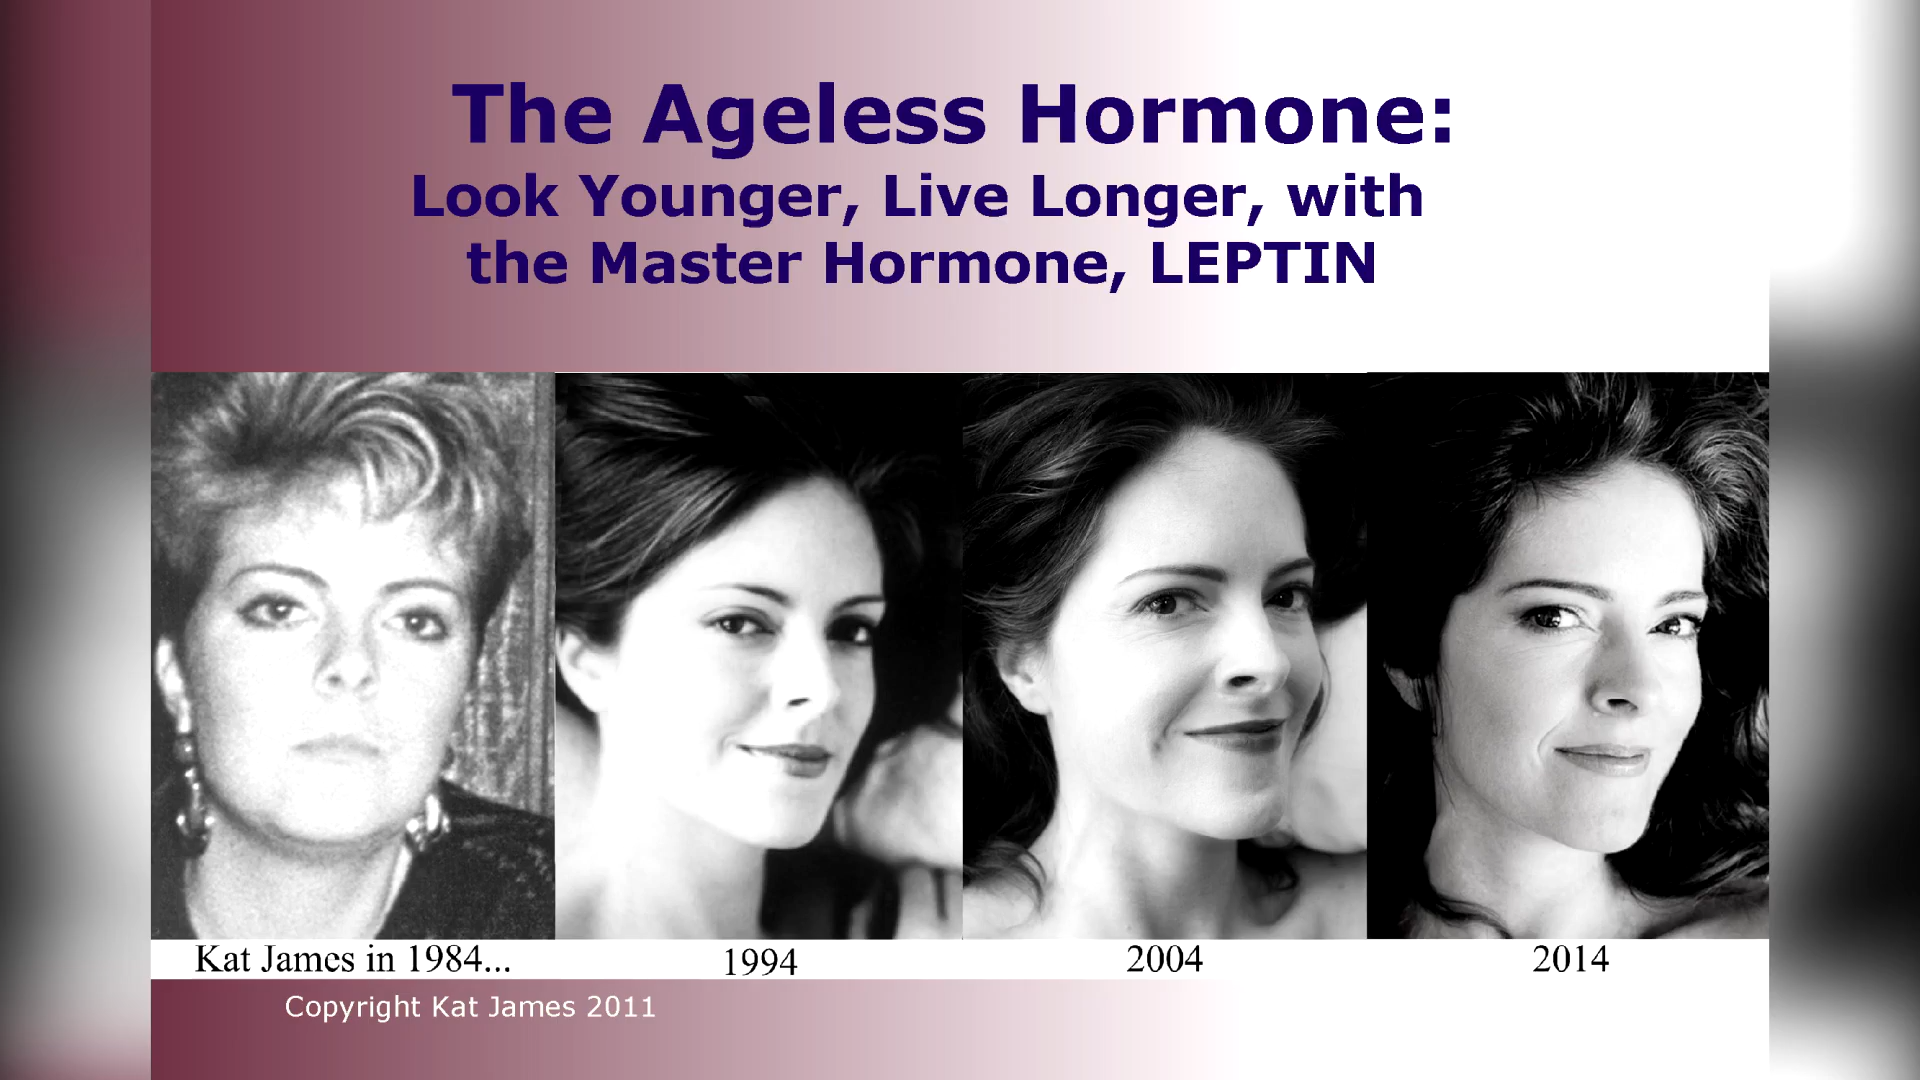 The Ageless Hormone:
Look Younger, Live Longer, with
the Master Hormone, LEPTIN
Kat James in 1984...
1994
2004
2014
Copyright Kat James 2011